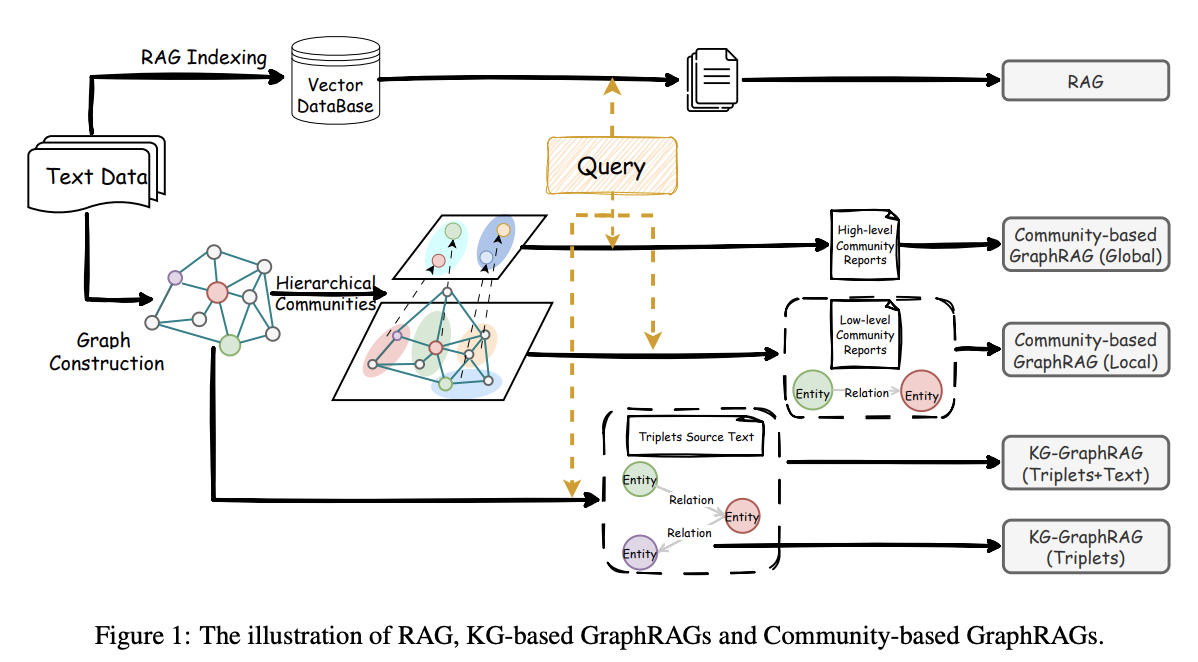 RAG Indexing
Vector
DataBase
RAG
Text Data
Query
High-level
Community
Reports
Community-based
GraphRAG (Global)
Hierarchical
Communities
Graph
Construction
Low-level
Community
Reports
Entity
Relation
Entity
Community-based
GraphRAG (Local)
Triplets Source Text
Entity
Relation
Entity
Relation
Entity
KG-GraphRAG
(Triplets+Text)
KG-GraphRAG
(Triplets)
Figure 1: The illustration of RAG, KG-based GraphRAGs and Community-based GraphRAGs.